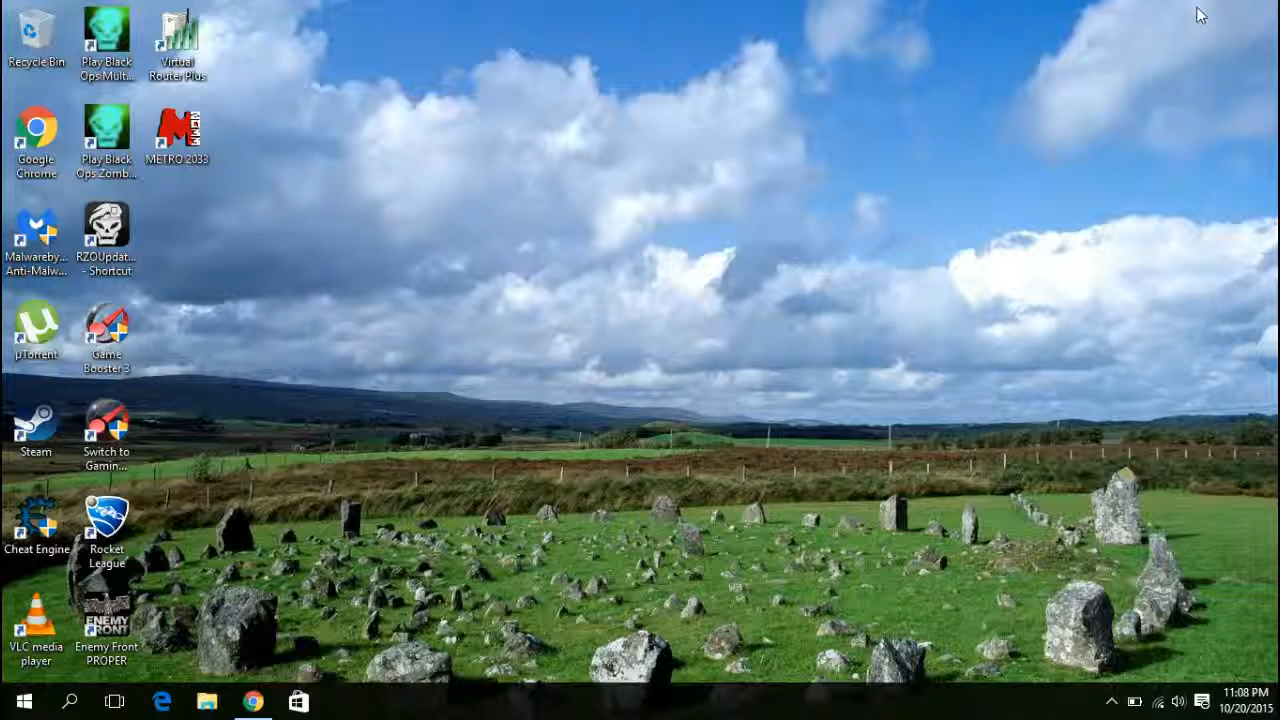 Recycle Bin
Play Black
Ops Mult...
Virtual
Router Plus
Google
Chrome
Play Black
Ops Zomb...
METRO 2033
Malwareby...
Anti-Malw...
RZOUpdat...
- Shortcut
µTorrent
Game
Booster 3
Steam
Switch to
Gamin...
Cheat Engine
Rocket
League
ENEMY
FRONT
VLC media
player
Enemy Front
PROPER
11:08 PM
10/20/2015